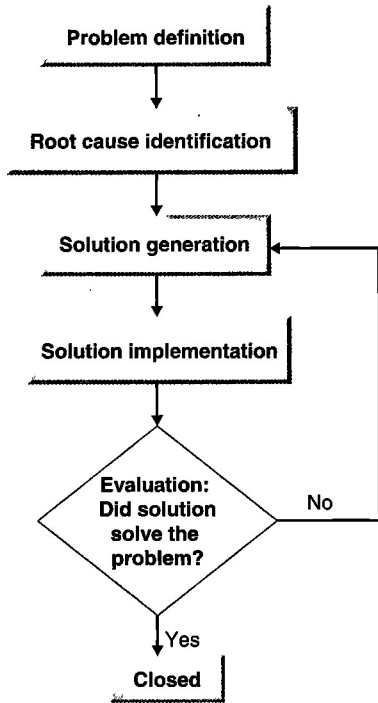 Problem definition
Root cause identification
Solution generation
Solution implementation
Evaluation:
Did solution
solve the
problem?
No
Yes
Closed